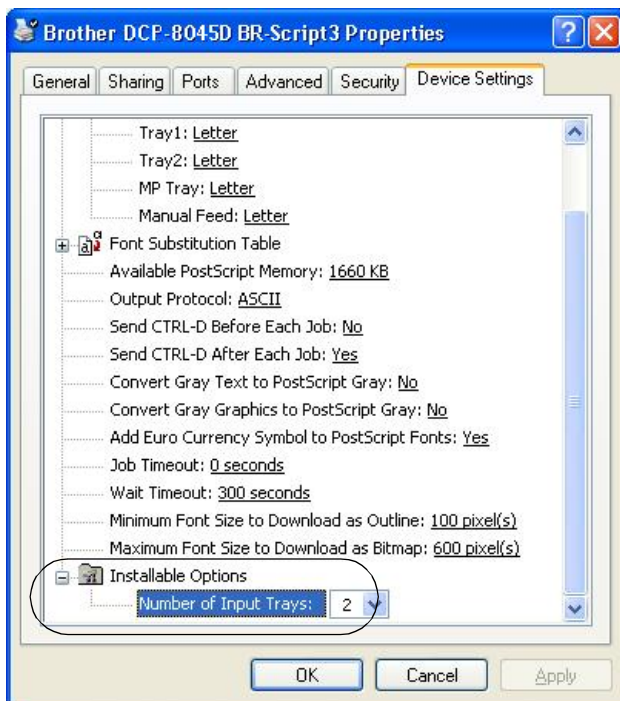 Brother DCP-8045D BR-Script3 Properties
General Sharing Ports Advanced Security Device Settings
Tray1: Letter
Tray2: Letter
MP Tray: Letter
Manual Feed: Letter
Font Substitution Table
Available PostScript Memory: 1660 KB
Output Protocol: ASCII
Send CTRL-D Before Each Job: No
Send CTRL-D After Each Job: Yes
Convert Gray Text to PostScript Gray: No
Convert Gray Graphics to PostScript Gray: No
Add Euro Currency Symbol to PostScript Fonts: Yes
Job Timeout: 0 seconds
Wait Timeout: 300 seconds
Minimum Font Size to Download as Outline: 100 pixel(s)
Maximum Font Size to Download as Bitmap: 600 pixel(s)
Installable Options
Number of Input Trays: 2
OK Cancel Apply